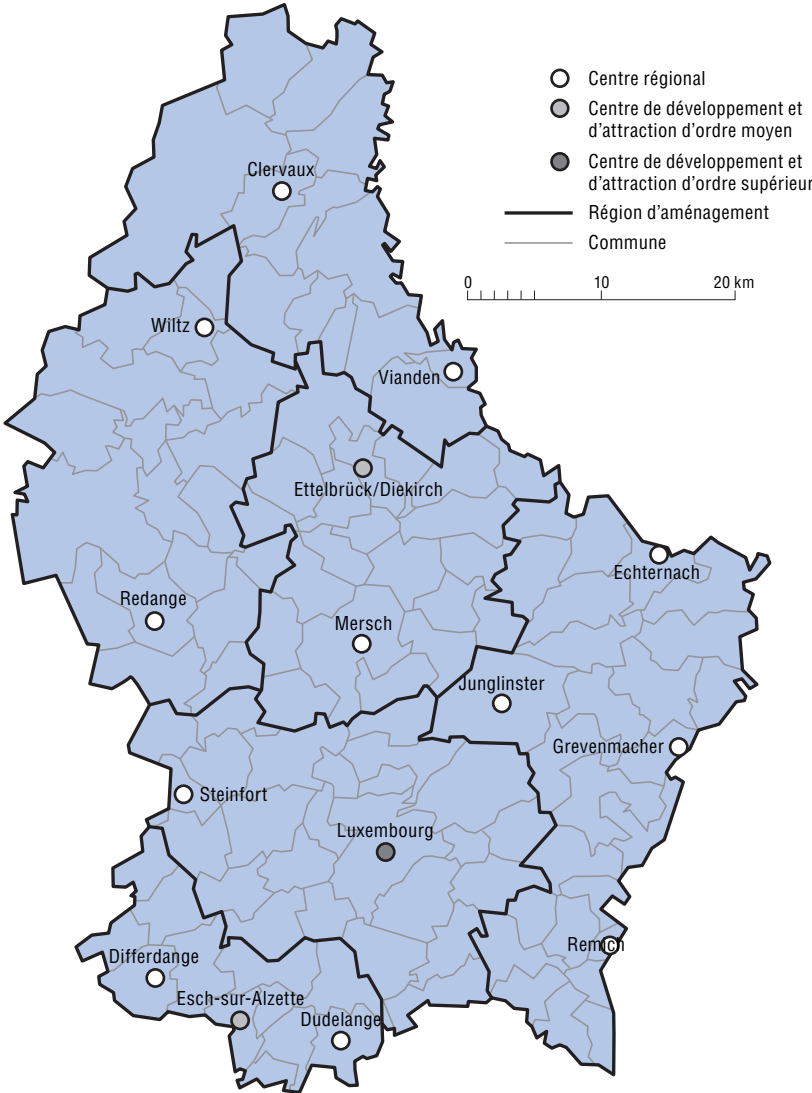 Centre régional
Centre de développement et
d'attraction d'ordre moyen
Centre de développement et
d'attraction d'ordre supérieur
Région d'aménagement
Commune
0 10 20 km
Clervaux
Wiltz
Vianden
Ettelbrück/Diekirch
Echternach
Redange
Mersch
Junglinster
Grevenmacher
Steinfort
Luxembourg
Remich
Differdange
Esch-sur-Alzette
Dudelange